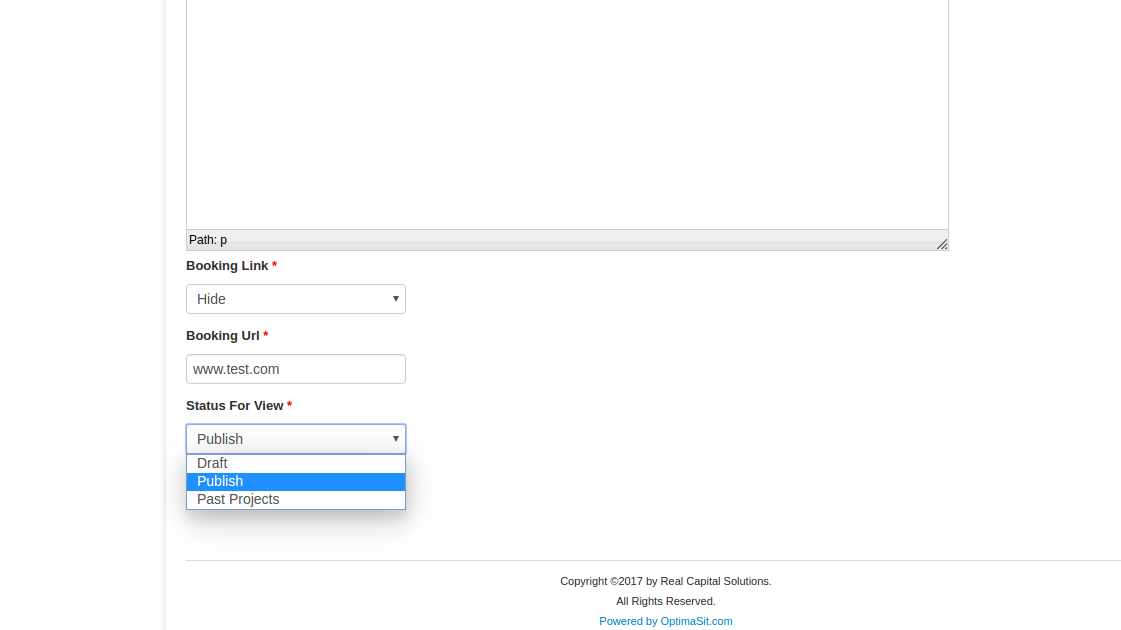 Path: p
Booking Link *
Hide
Booking Url *
www.test.com
Status For View *
Publish
Draft
Publish
Past Projects
Copyright ©2017 by Real Capital Solutions.
All Rights Reserved.
Powered by OptimaSit.com